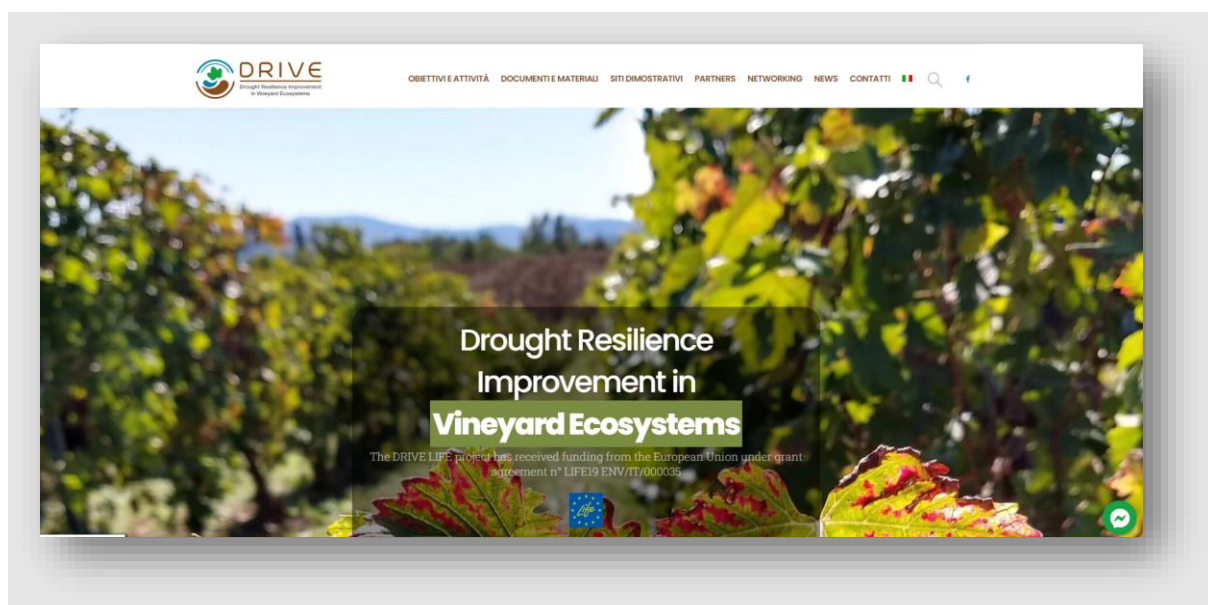 DRIVE
Drought Resilience Improvement
in Vineyard Ecosystems
OBIETTIVI E ATTIVITÀ DOCUMENTI E MATERIALI SITI DIMOSTRATIVI PARTNERS NETWORKING NEWS CONTATTI
Drought Resilience
Improvement in
Vineyard Ecosystems
The DRIVE LIFE project has received funding from the European Union under grant
agreement n° LIFE19 ENV/IT/000035
Life